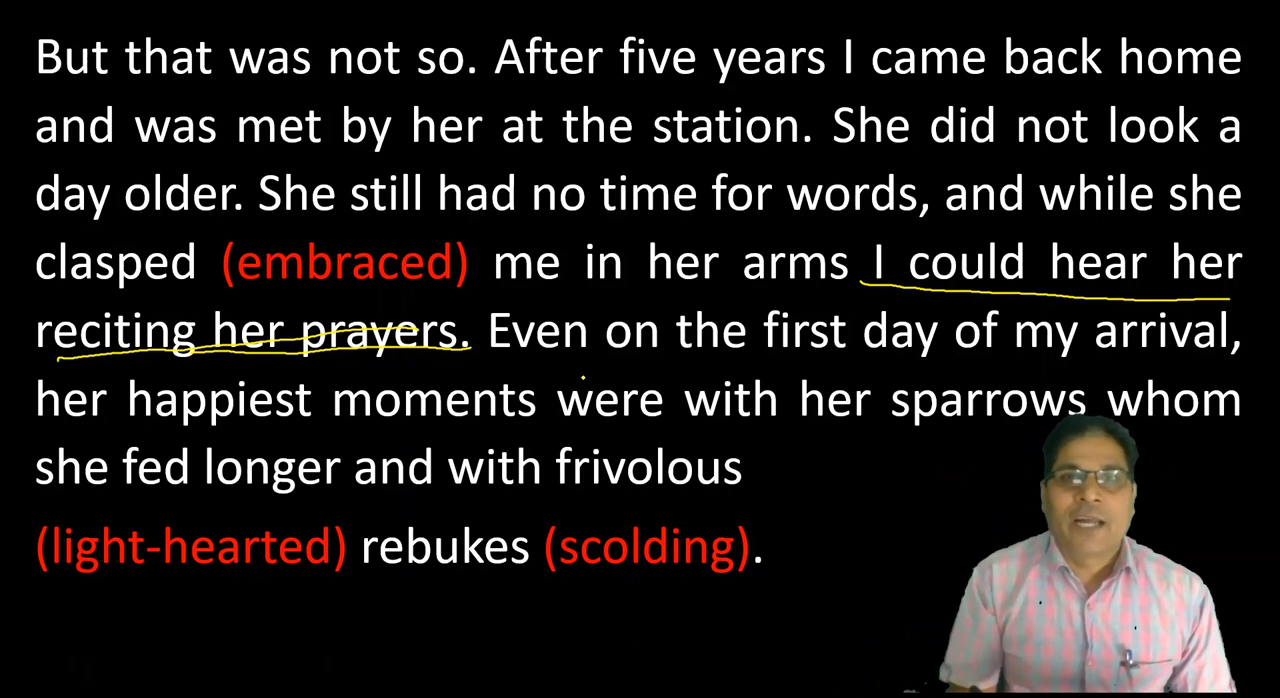 But that was not so. After five years I came back home
and was met by her at the station. She did not look a
day older. She still had no time for words, and while she
clasped (embraced) me in her arms I could hear her
reciting her prayers. Even on the first day of my arrival,
her happiest moments were with her sparrows whom
she fed longer and with frivolous
(light-hearted) rebukes (scolding).